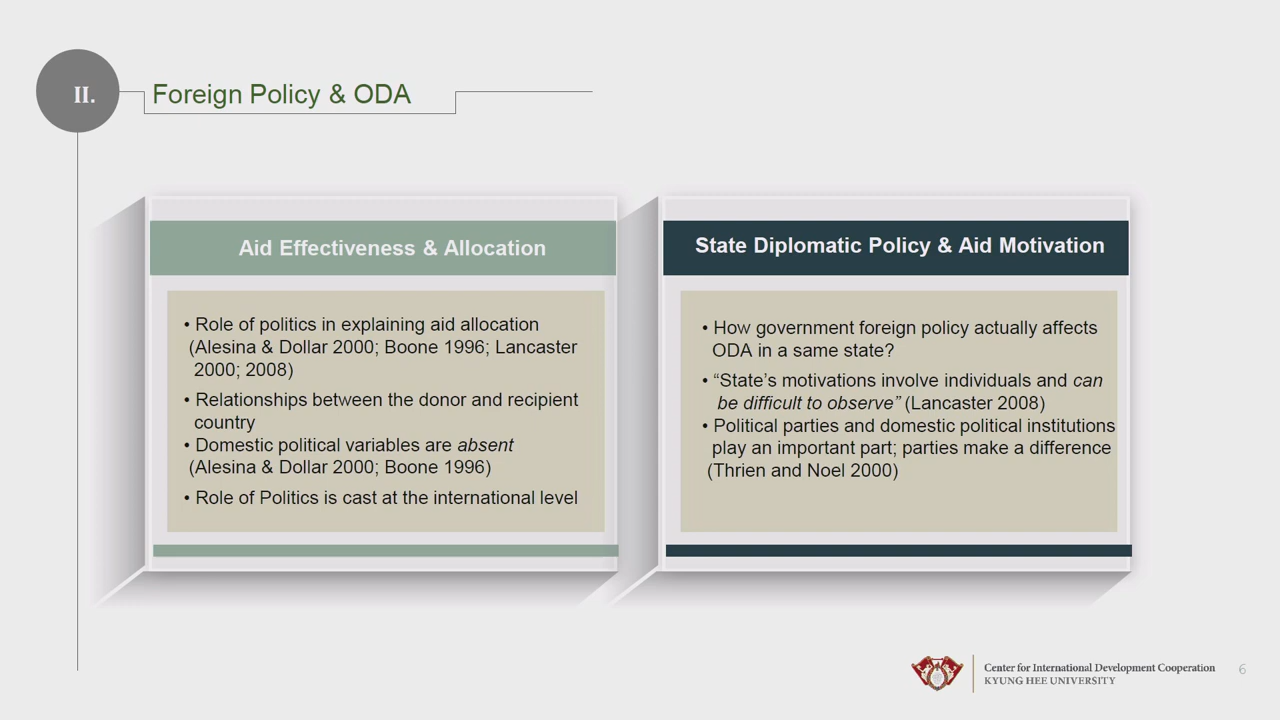 II.
Foreign Policy & ODA
Aid Effectiveness & Allocation
• Role of politics in explaining aid allocation
(Alesina & Dollar 2000; Boone 1996; Lancaster
2000; 2008)
• Relationships between the donor and recipient
country
• Domestic political variables are absent
(Alesina & Dollar 2000; Boone 1996)
• Role of Politics is cast at the international level
State Diplomatic Policy & Aid Motivation
• How government foreign policy actually affects
ODA in a same state?
• “State’s motivations involve individuals and can
be difficult to observe” (Lancaster 2008)
• Political parties and domestic political institutions
play an important part; parties make a difference
(Thrien and Noel 2000)
Center for International Development Cooperation
KYUNG HEE UNIVERSITY
6